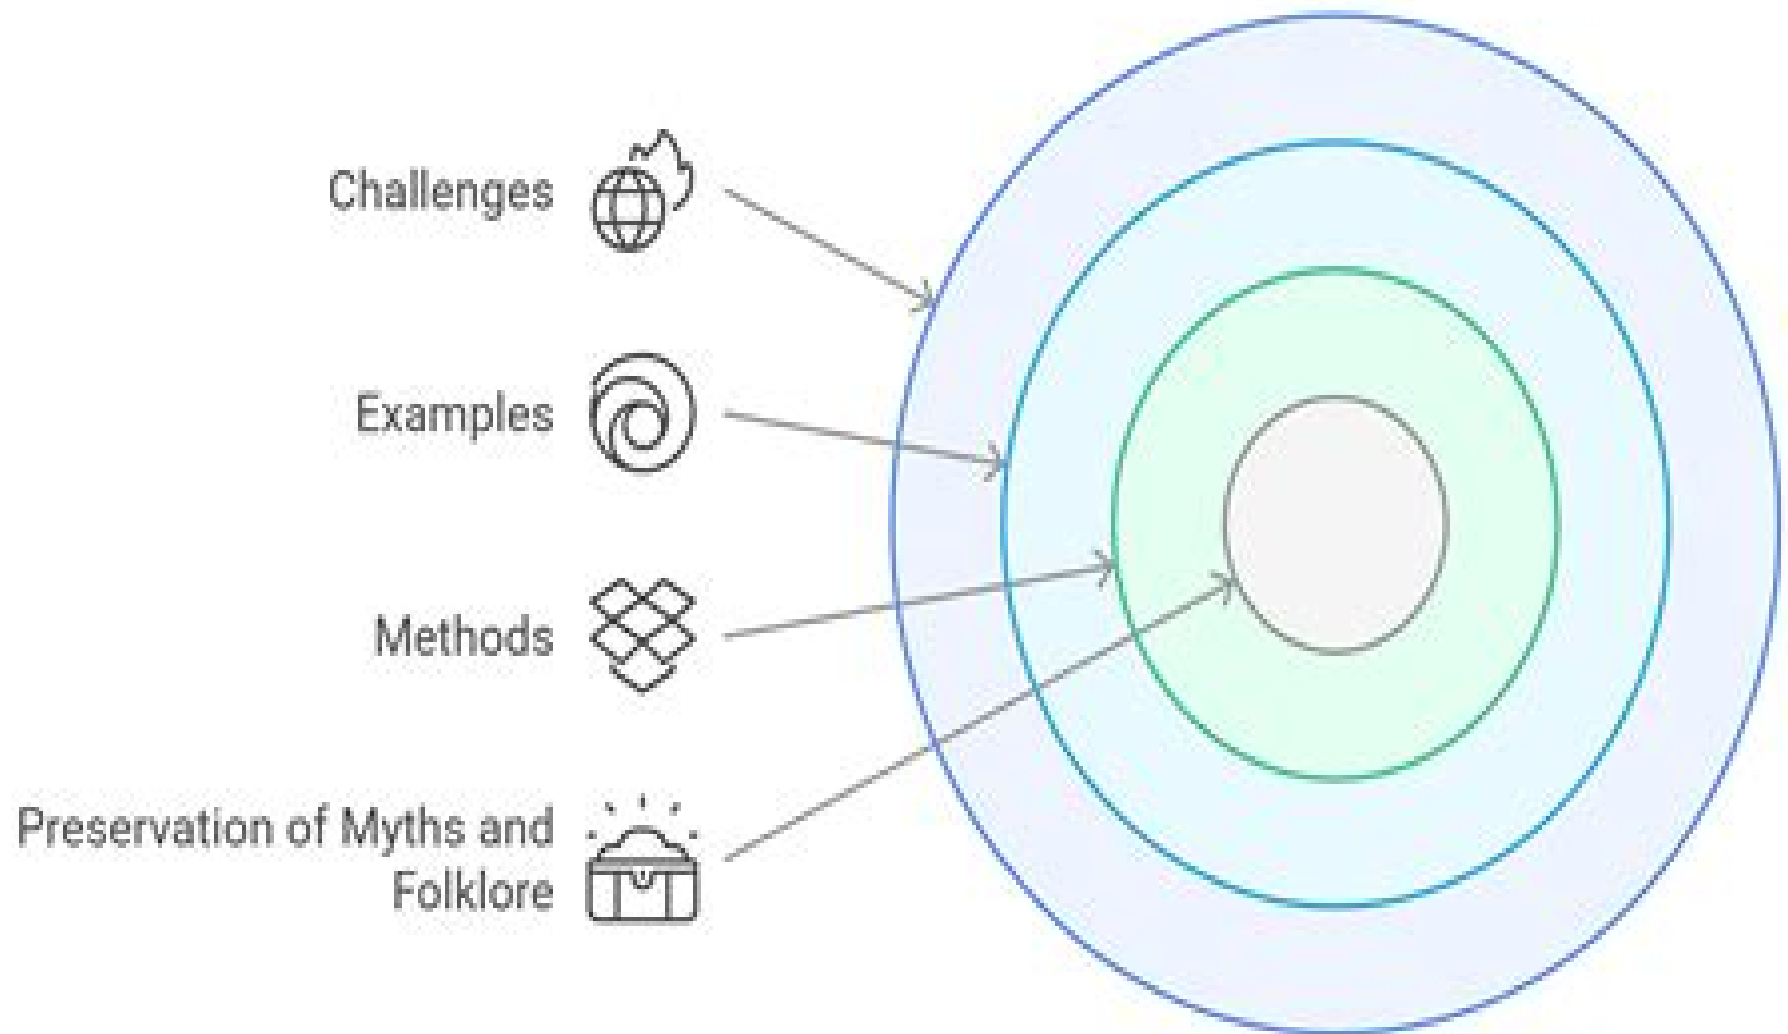 Challenges
Examples
Methods
Preservation of Myths and
Folklore